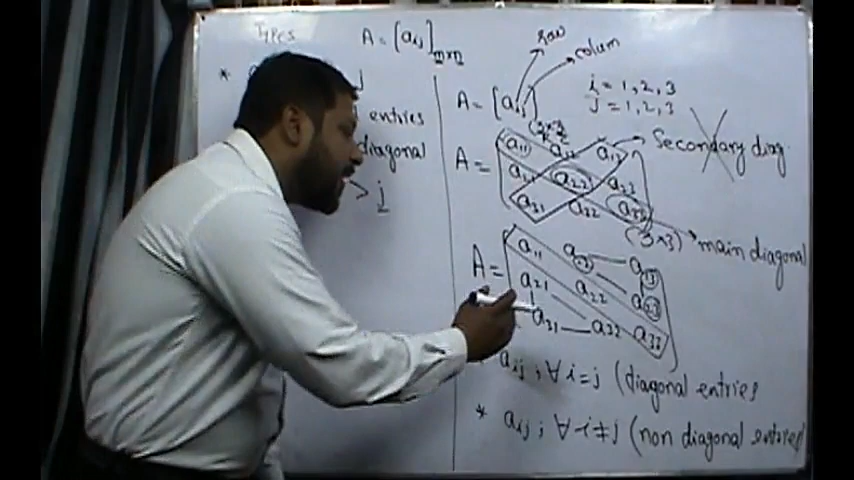 Types
A = [aij]m×n
*
j
entries
diagonal
> j
row
colum
A = [aij]
i = 1, 2, 3
j = 1, 2, 3
a11 a12 a13
Secondary diag.
A = a21 a22 a23
a31 a32 a33
(3×3)
main diagonal
a11 a12 a13
A = a21 a22 a23
a31 a32 a33
aij ; ∀ i=j (diagonal entries
* aij ; ∀ i≠j (non diagonal entries)